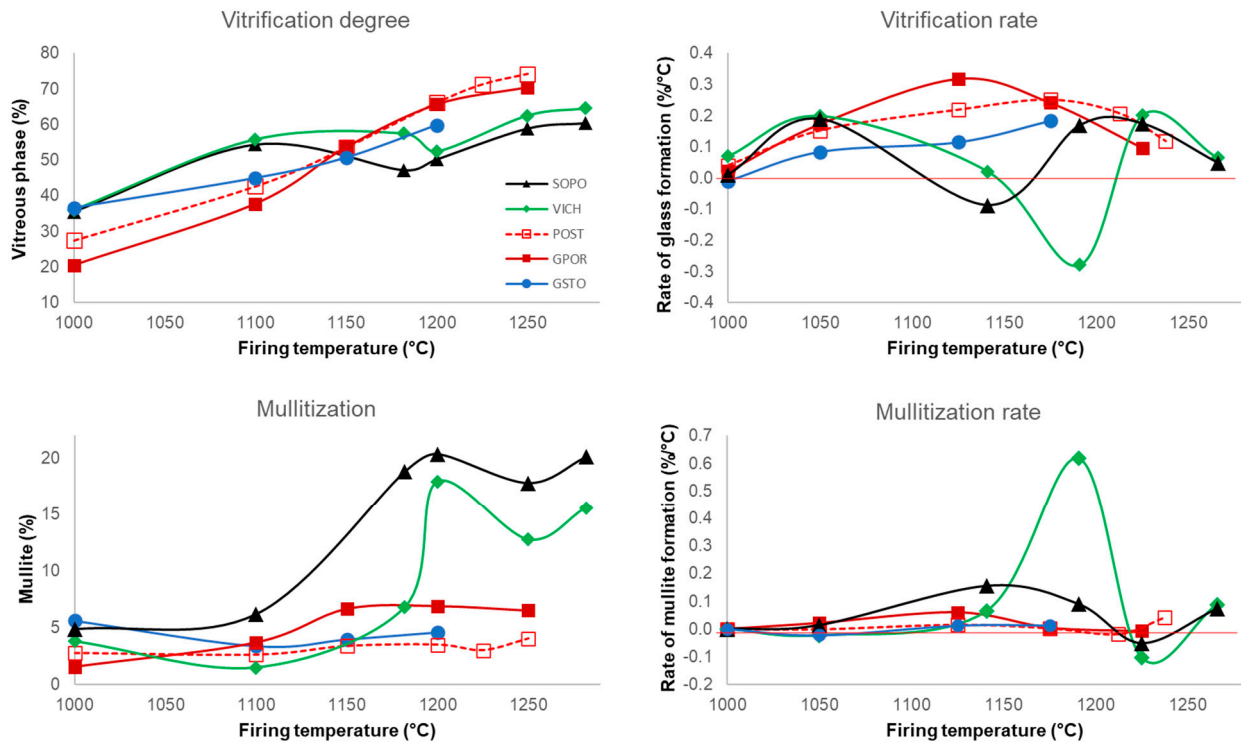 Vitrification degree
Vitreous phase (%)
80
70
60
50
40
30
20
10
SOPO
VICH
POST
GPOR
GSTO
1000 1050 1100 1150 1200 1250
Firing temperature (°C)
Vitrification rate
Rate of glass formation (%/°C)
0.4
0.3
0.2
0.1
0.0
-0.1
-0.2
-0.3
-0.4
1000 1050 1100 1150 1200 1250
Firing temperature (°C)
Mullitization
Mullite (%)
20
15
10
5
0
1000 1050 1100 1150 1200 1250
Firing temperature (°C)
Mullitization rate
Rate of mullite formation (%/°C)
0.7
0.6
0.5
0.4
0.3
0.2
0.1
0.0
-0.1
-0.2
1000 1050 1100 1150 1200 1250
Firing temperature (°C)